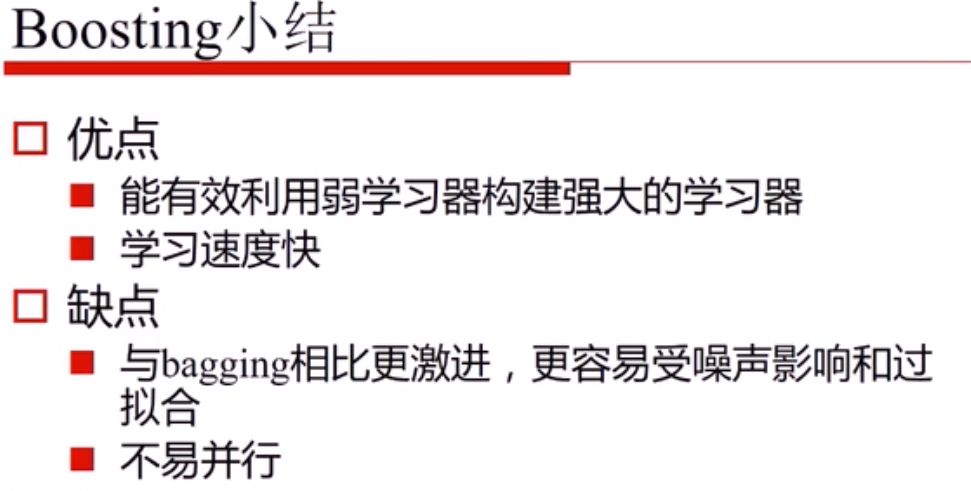 Boosting小结
优点
能有效利用弱学习器构建强大的学习器
学习速度快
缺点
与bagging相比更激进，更容易受噪声影响和过
拟合
不易并行